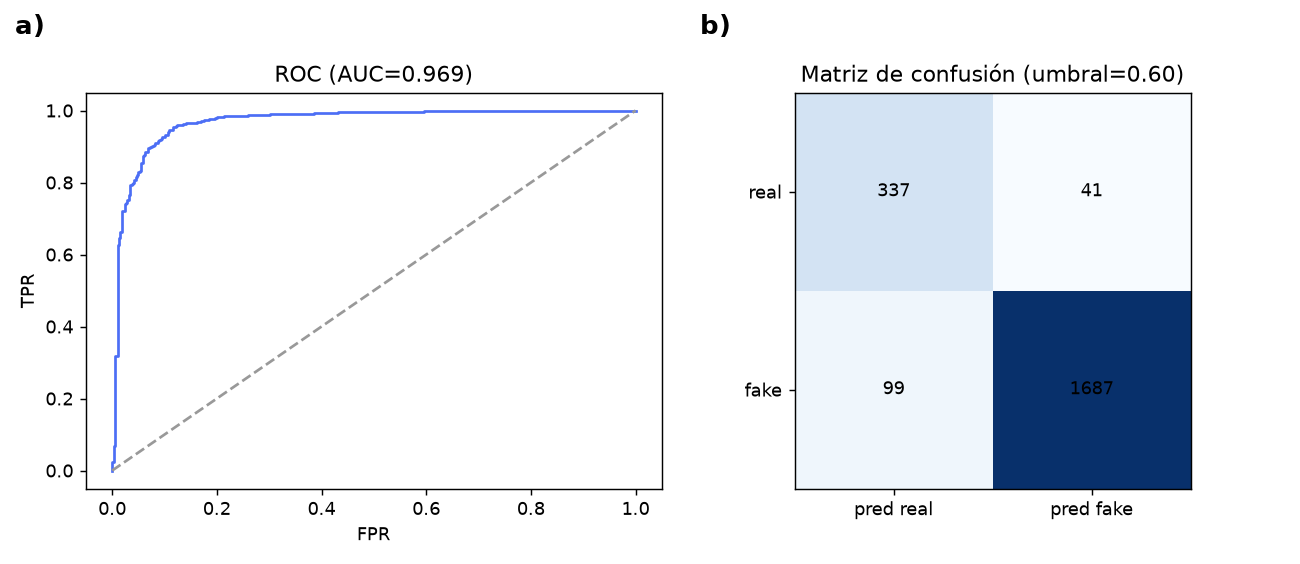 a)
ROC (AUC=0.969)
1.0
0.8
0.6
0.4
0.2
0.0
TPR
0.0 0.2 0.4 0.6 0.8 1.0
FPR
b)
Matriz de confusión (umbral=0.60)
real 337 41
fake 99 1687
pred real pred fake